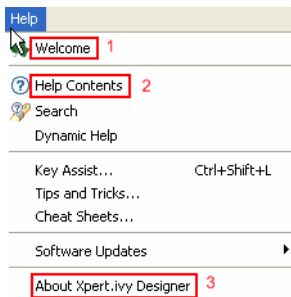 Help
Welcome 1
Help Contents 2
Search
Dynamic Help
Key Assist... Ctrl+Shift+L
Tips and Tricks...
Cheat Sheets...
Software Updates
About Xpert.ivy Designer 3